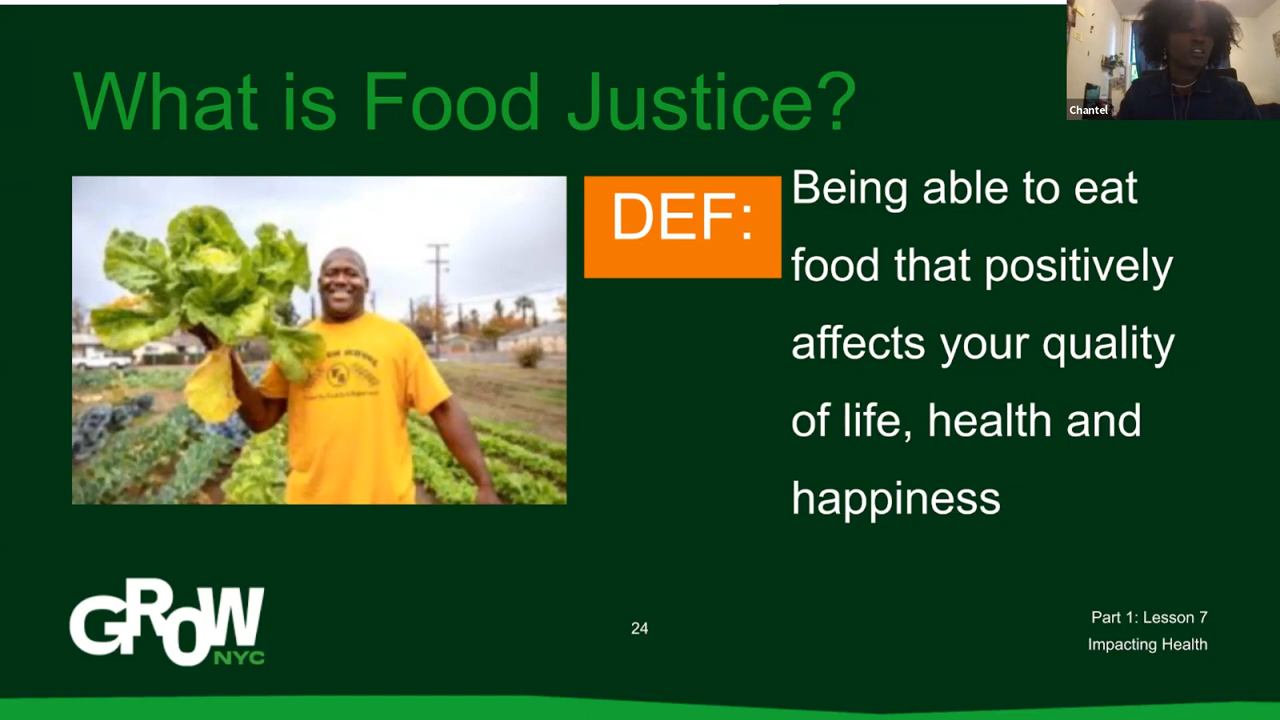 Chantel
What is Food Justice?
DEF:
Being able to eat
food that positively
affects your quality
of life, health and
happiness
GROW
NYC
24
Part 1: Lesson 7
Impacting Health